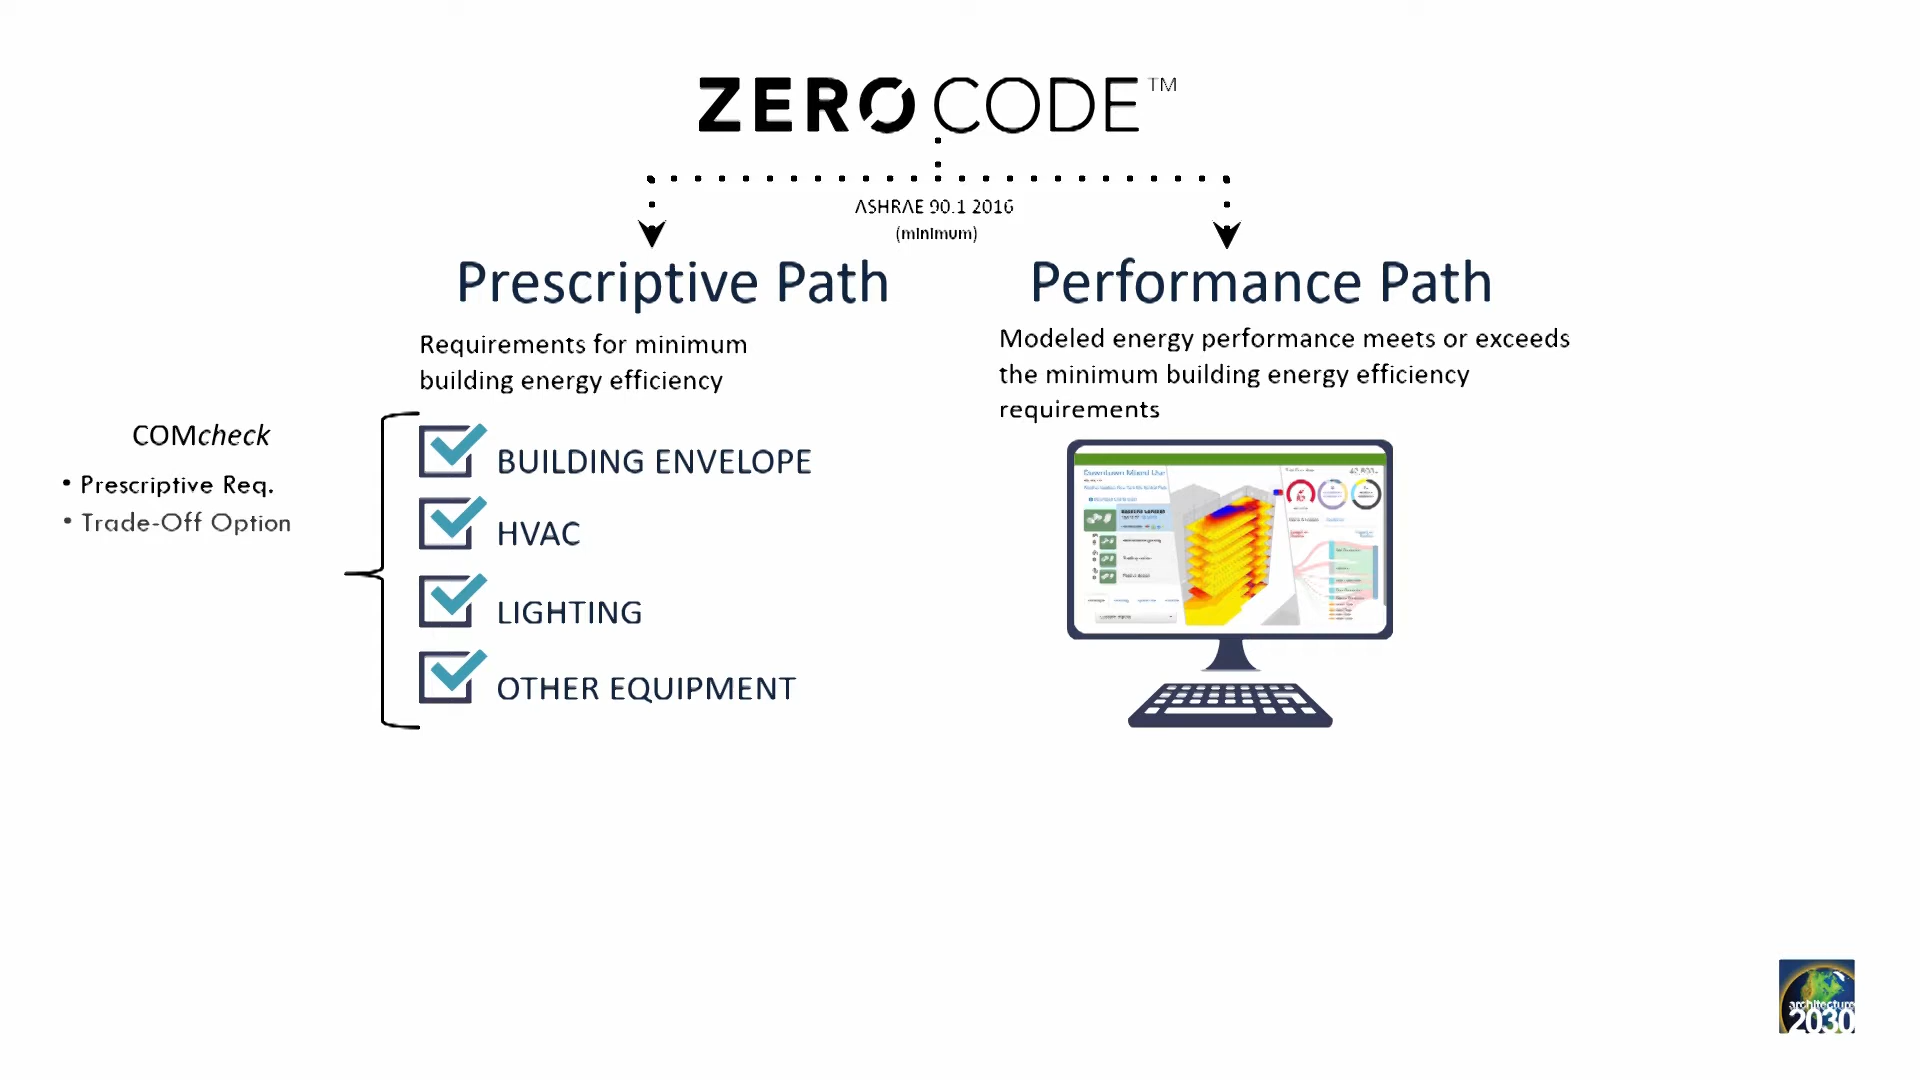 ZERO CODE™
ASHRAE 90.1 2016
(minimum)
Prescriptive Path
Requirements for minimum
building energy efficiency
COMcheck
• Prescriptive Req.
• Trade-Off Option
BUILDING ENVELOPE
HVAC
LIGHTING
OTHER EQUIPMENT
Performance Path
Modeled energy performance meets or exceeds
the minimum building energy efficiency
requirements
Downtown Mixed Use
architecture
2030